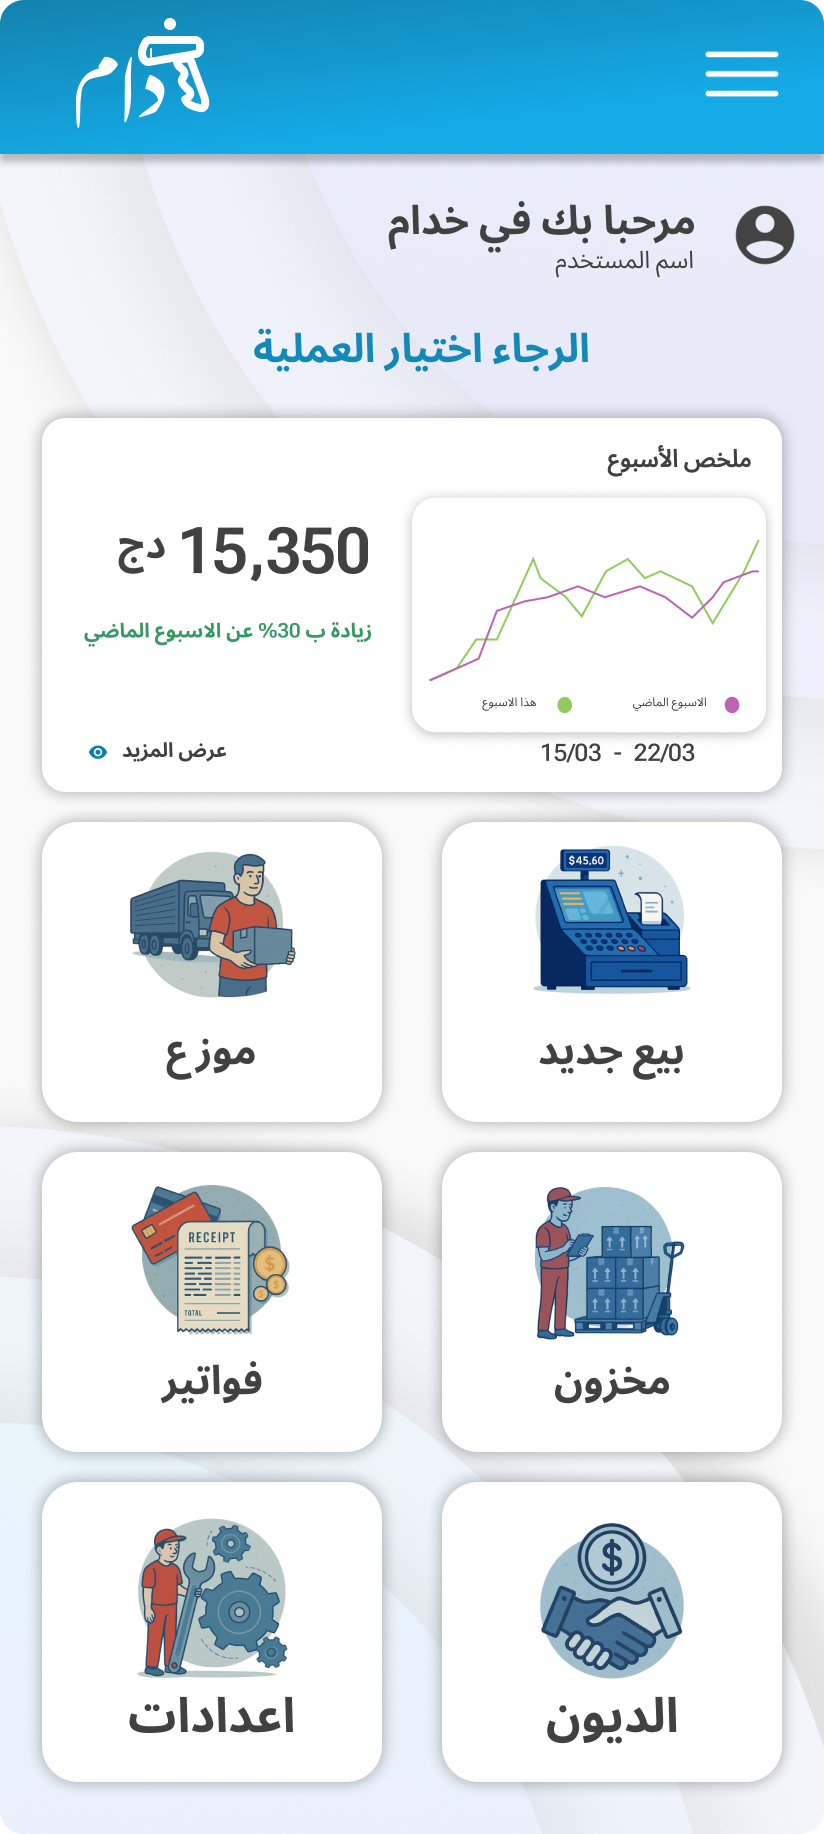 خدام
مرحبا بك في خدام
اسم المستخدم
الرجاء اختيار العملية
ملخص الأسبوع
15,350 دج
زيادة ب 30% عن الاسبوع الماضي
الاسبوع الماضي
هذا الاسبوع
15/03 - 22/03
عرض المزيد
$45,60
بيع جديد
موزع
مخزون
RECEIPT
TOTAL
فواتير
الديون
اعدادات